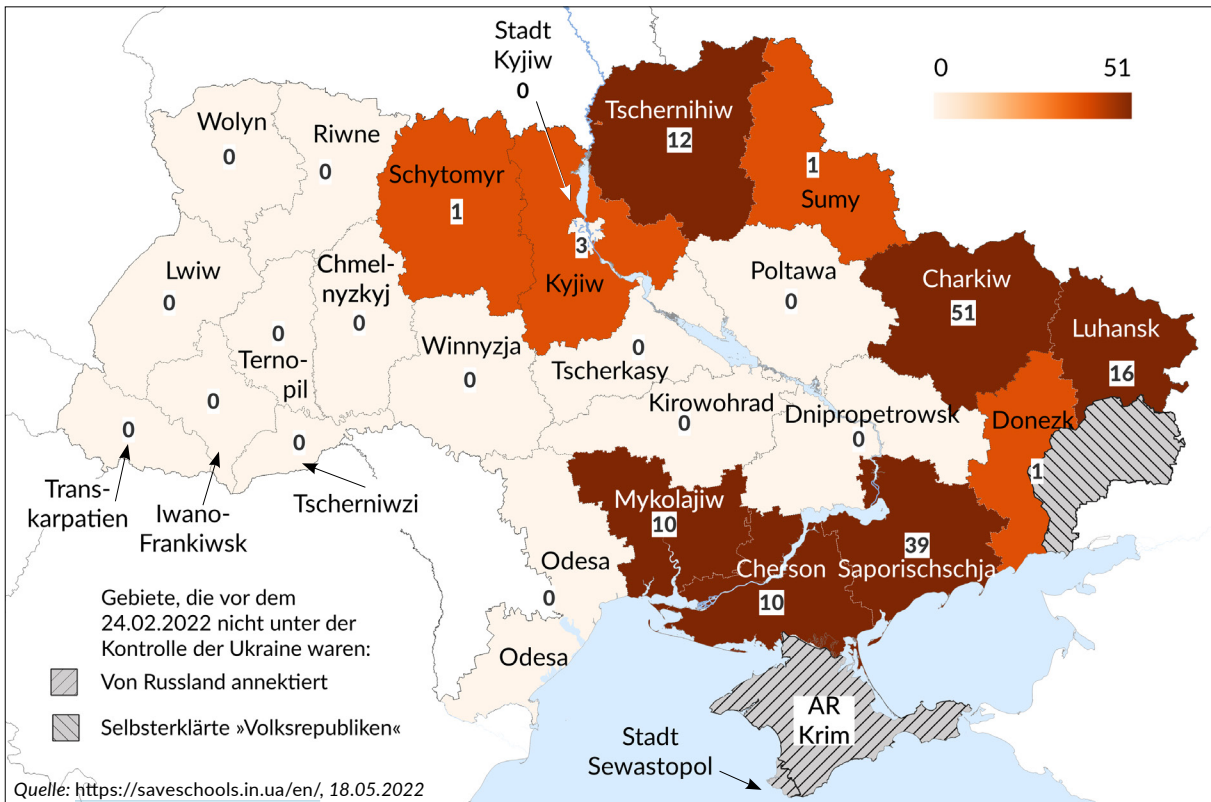 Stadt
Kyjiw
0
0 51
Tschernihiw
12
Wolyn
0
Riwne
0
Schytomyr
1
1
Sumy
3
Kyjiw
Lwiw
0
Chmel-
nyzkyj
0
Poltawa
0
Charkiw
51
Luhansk
16
0
Terno-
pil
Winnyzja
0
0
Tscherkasy
Kirowohrad
0
Dnipropetrowsk
0
Donezk
1
0
0
0
Trans-
karpatien
Iwano-
Frankiwsk
Tscherniwzi
Mykolajiw
10
39
Saporischschja
Cherson
10
Odesa
0
Odesa
Gebiete, die vor dem
24.02.2022 nicht unter der
Kontrolle der Ukraine waren:
Von Russland annektiert
Selbsterklärte »Volksrepubliken«
AR
Krim
Stadt
Sewastopol
Quelle: https://saveschools.in.ua/en/, 18.05.2022